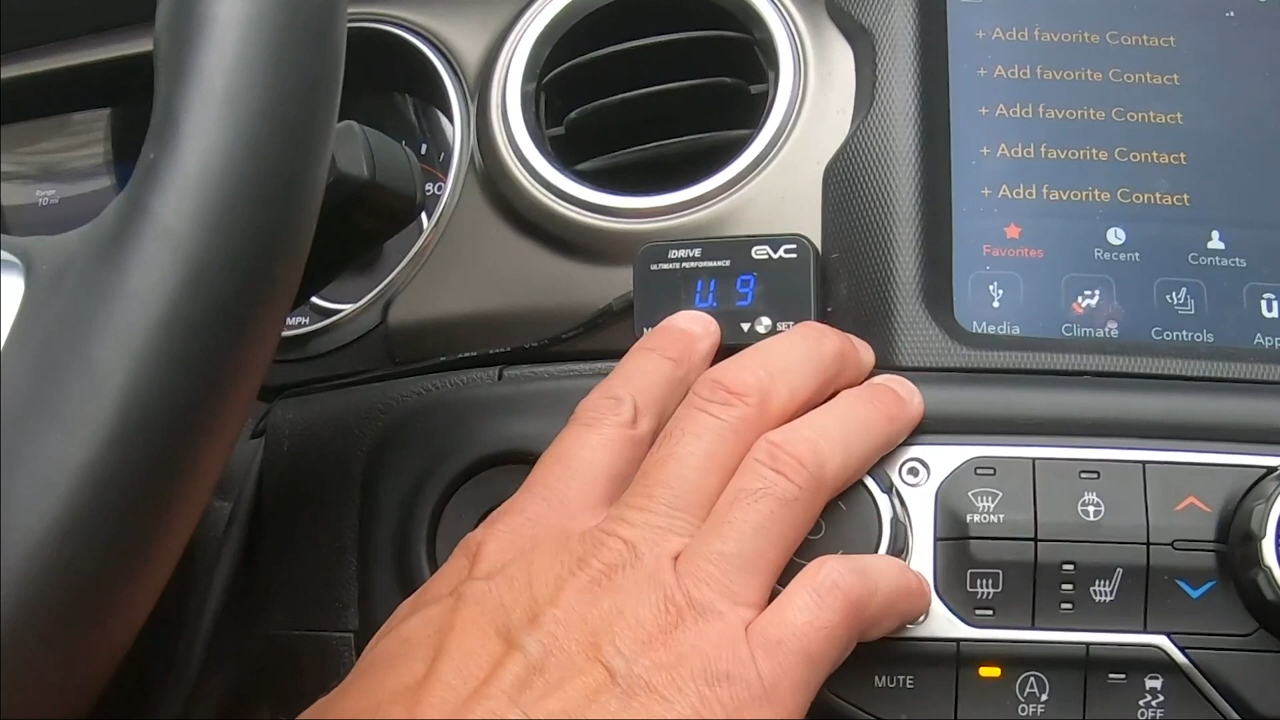 + Add favorite Contact
+ Add favorite Contact
+ Add favorite Contact
+ Add favorite Contact
+ Add favorite Contact
Favorites
Recent
Contacts
Media
Climate
Controls
App
Range
10 mi
80
MPH
iDRIVE
EVC
ULTIMATE PERFORMANCE
U. 9
SET
FRONT
MUTE
A
OFF
OFF